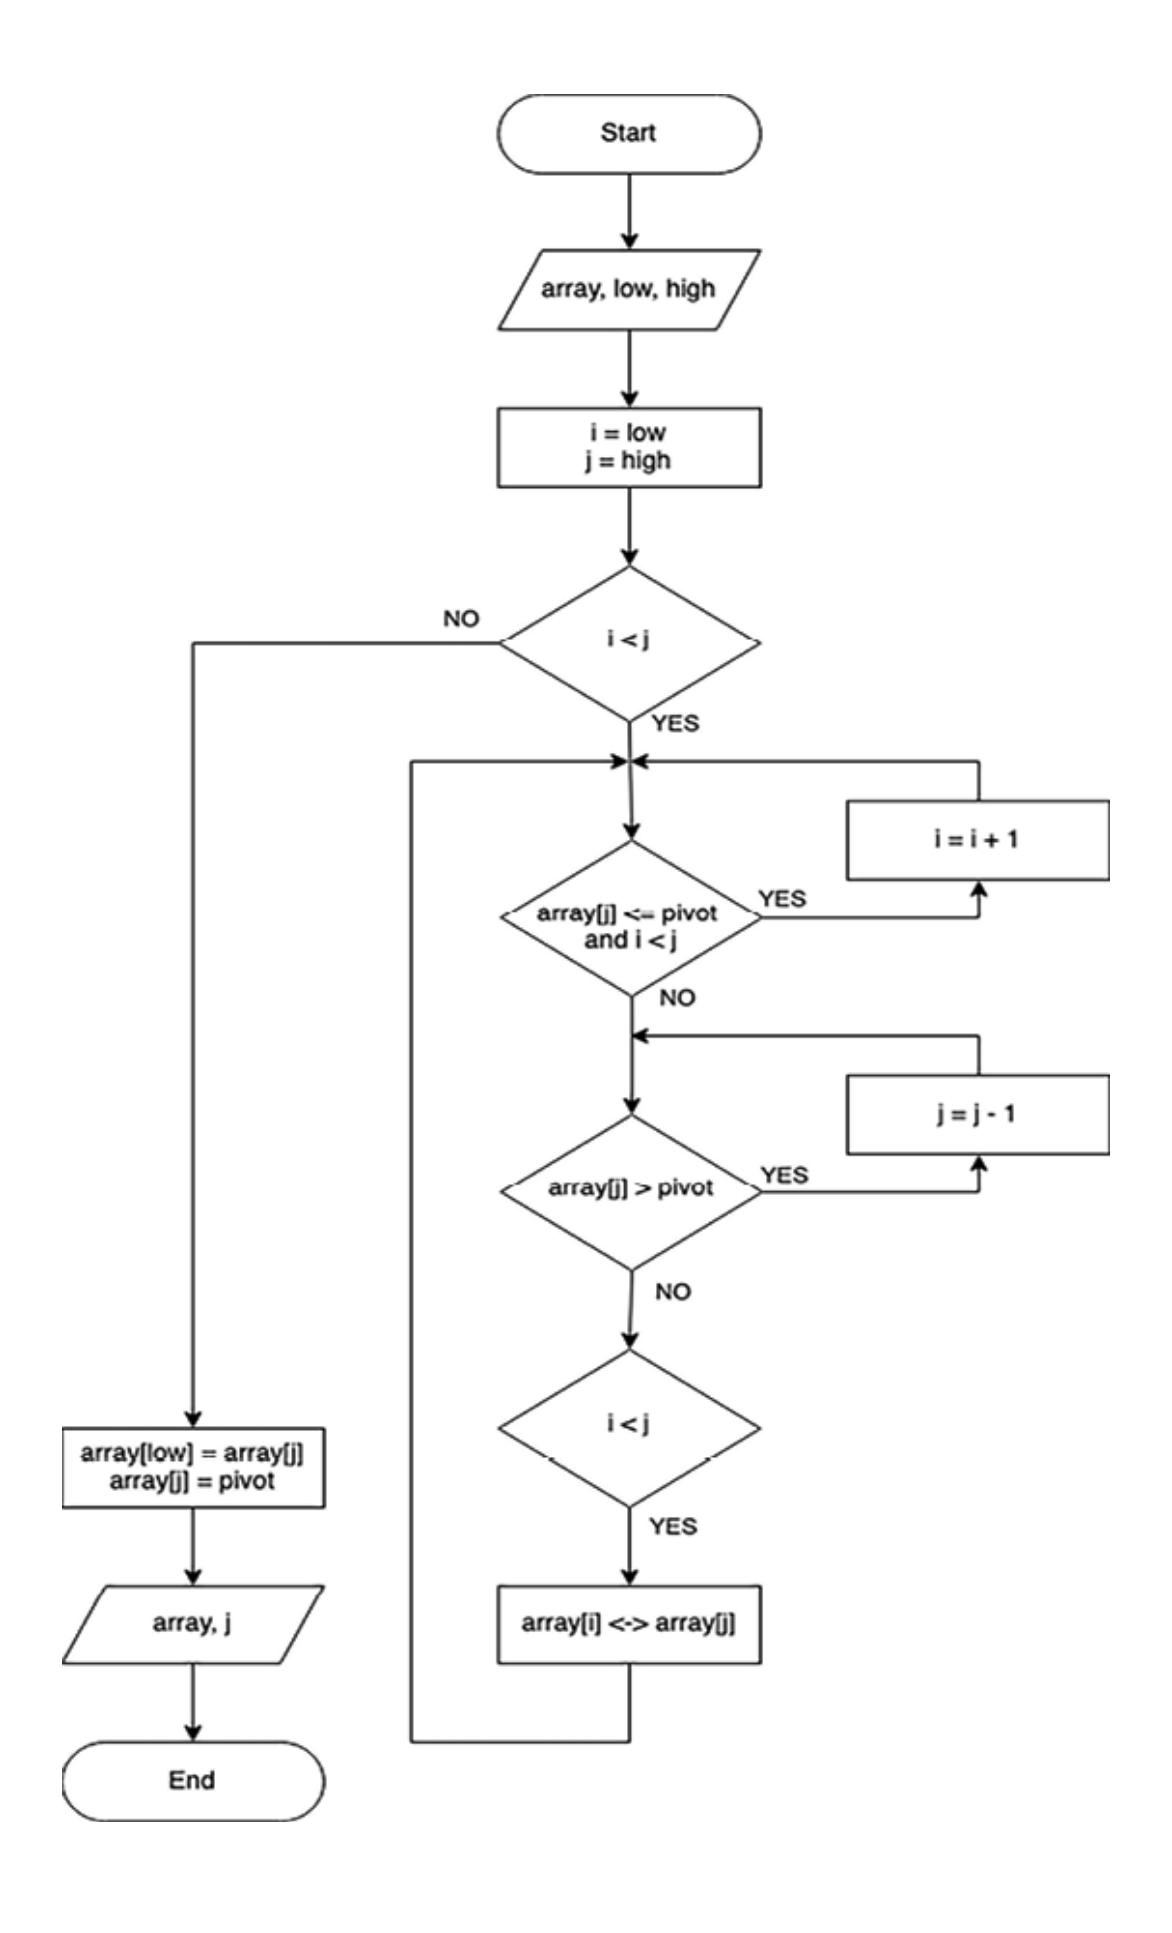 Start
array, low, high
i = low
j = high
NO
i < j
YES
i = i + 1
YES
array[j] <= pivot
and i < j
NO
j = j - 1
YES
array[j] > pivot
NO
i < j
YES
array[low] = array[j]
array[j] = pivot
array[i] <-> array[j]
array, j
End